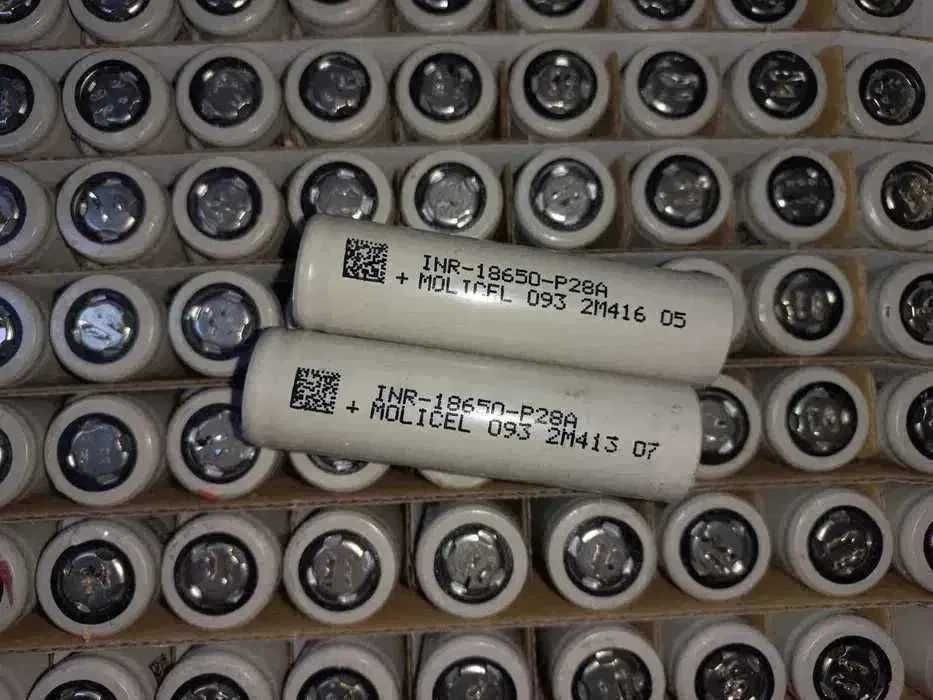 INR-18650-P28A
+ MOLICEL 093 2M416 05
INR-18650-P28A
+ MOLICEL 093 2M413 07